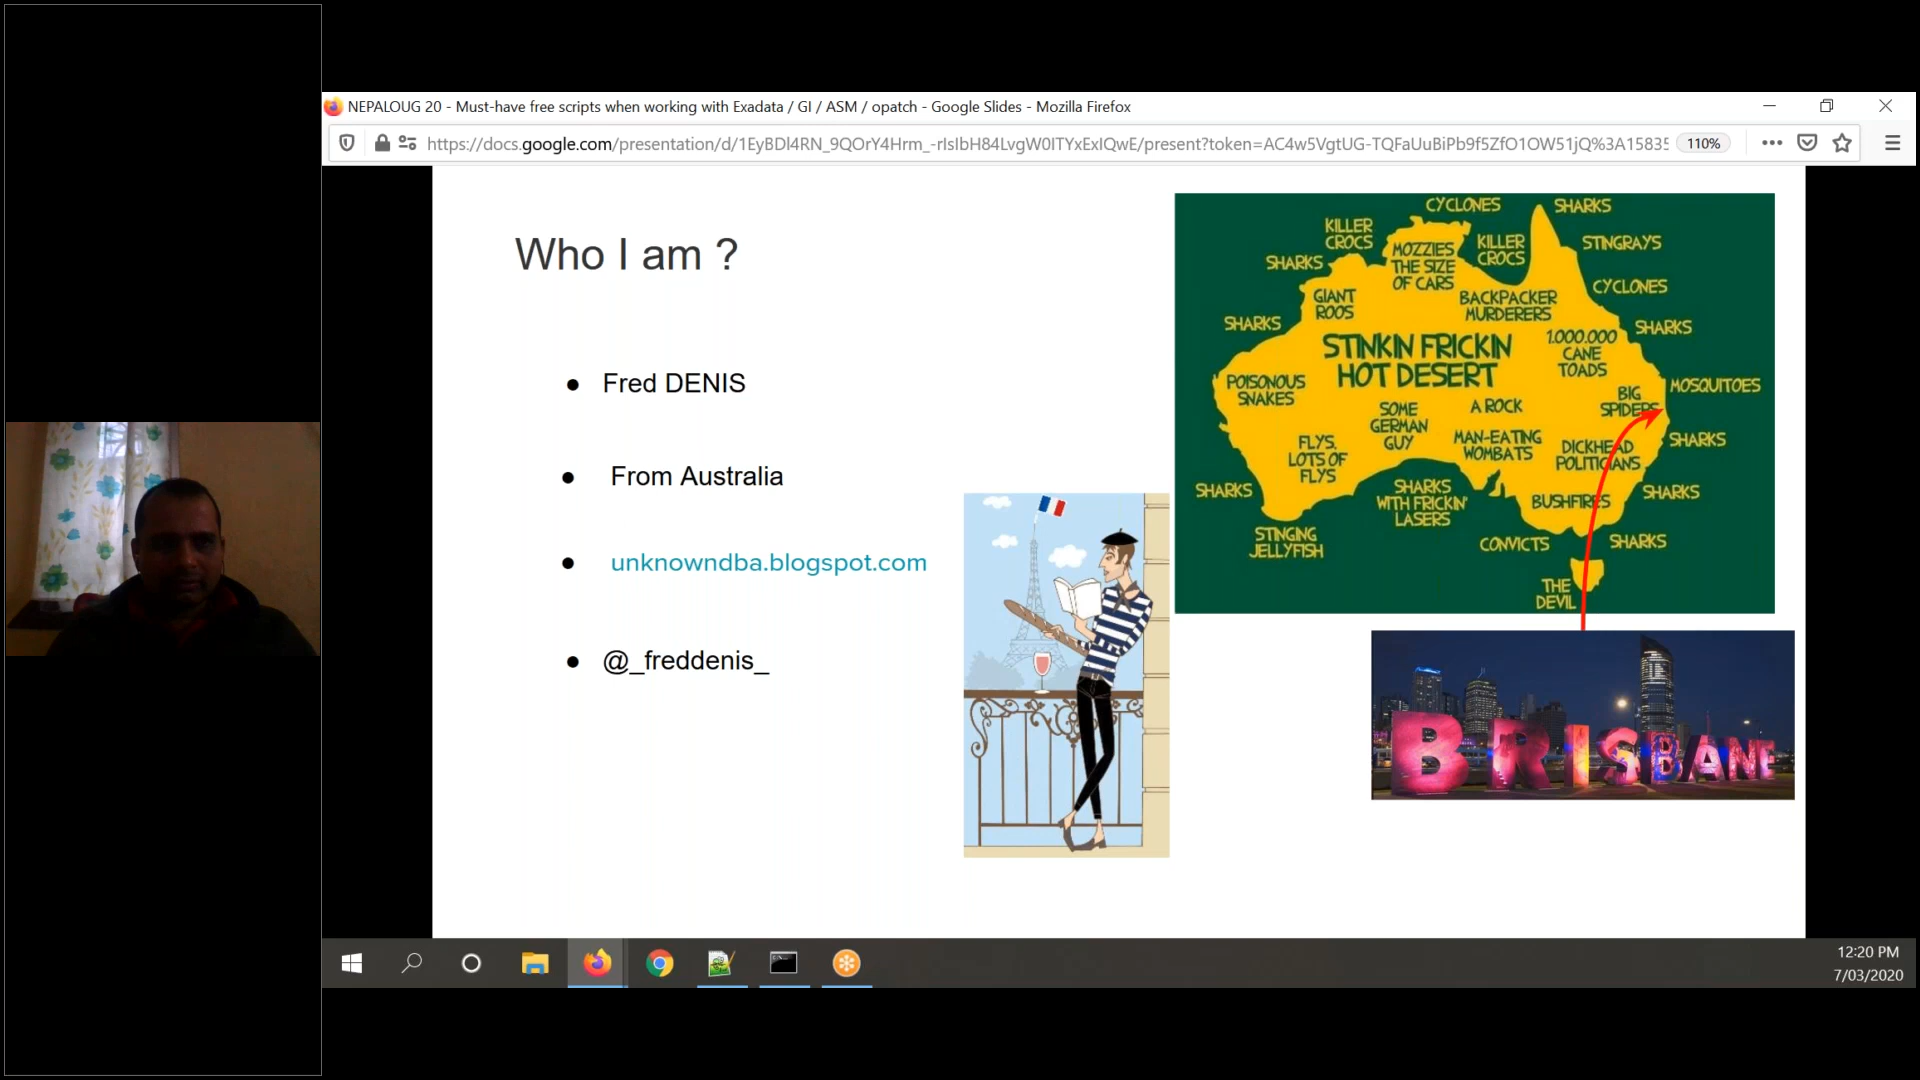 NEPALOUG 20 - Must-have free scripts when working with Exadata / GI / ASM / opatch - Google Slides - Mozilla Firefox
https://docs.google.com/presentation/d/1EyBDl4RN_9QOrY4Hrm_-rIsIbH84LvgW0ITYxExIQwE/present?token=AC4w5VgtUG-TQFaUuBiPb9f5ZfO1OW51jQ%3A15835
110%
Who I am ?
● Fred DENIS
● From Australia
● unknowndba.blogspot.com
● @_freddenis_
CYCLONES
SHARKS
KILLER
CROCS
MOZZIES
THE SIZE
OF CARS
KILLER
CROCS
STINGRAYS
SHARKS
GIANT
ROOS
BACKPACKER
MURDERERS
CYCLONES
SHARKS
STINKIN FRICKIN
HOT DESERT
1.000.000
CANE
TOADS
SHARKS
POISONOUS
SNAKES
SOME
GERMAN
GUY
A ROCK
BIG
SPIDERS
MOSQUITOES
FLYS,
LOTS OF
FLYS
MAN-EATING
WOMBATS
DICKHEAD
POLITICIANS
SHARKS
SHARKS
SHARKS
WITH FRICKIN'
LASERS
BUSHFIRES
SHARKS
STINGING
JELLYFISH
CONVICTS
SHARKS
THE
DEVIL
BRISBANE
12:20 PM
7/03/2020